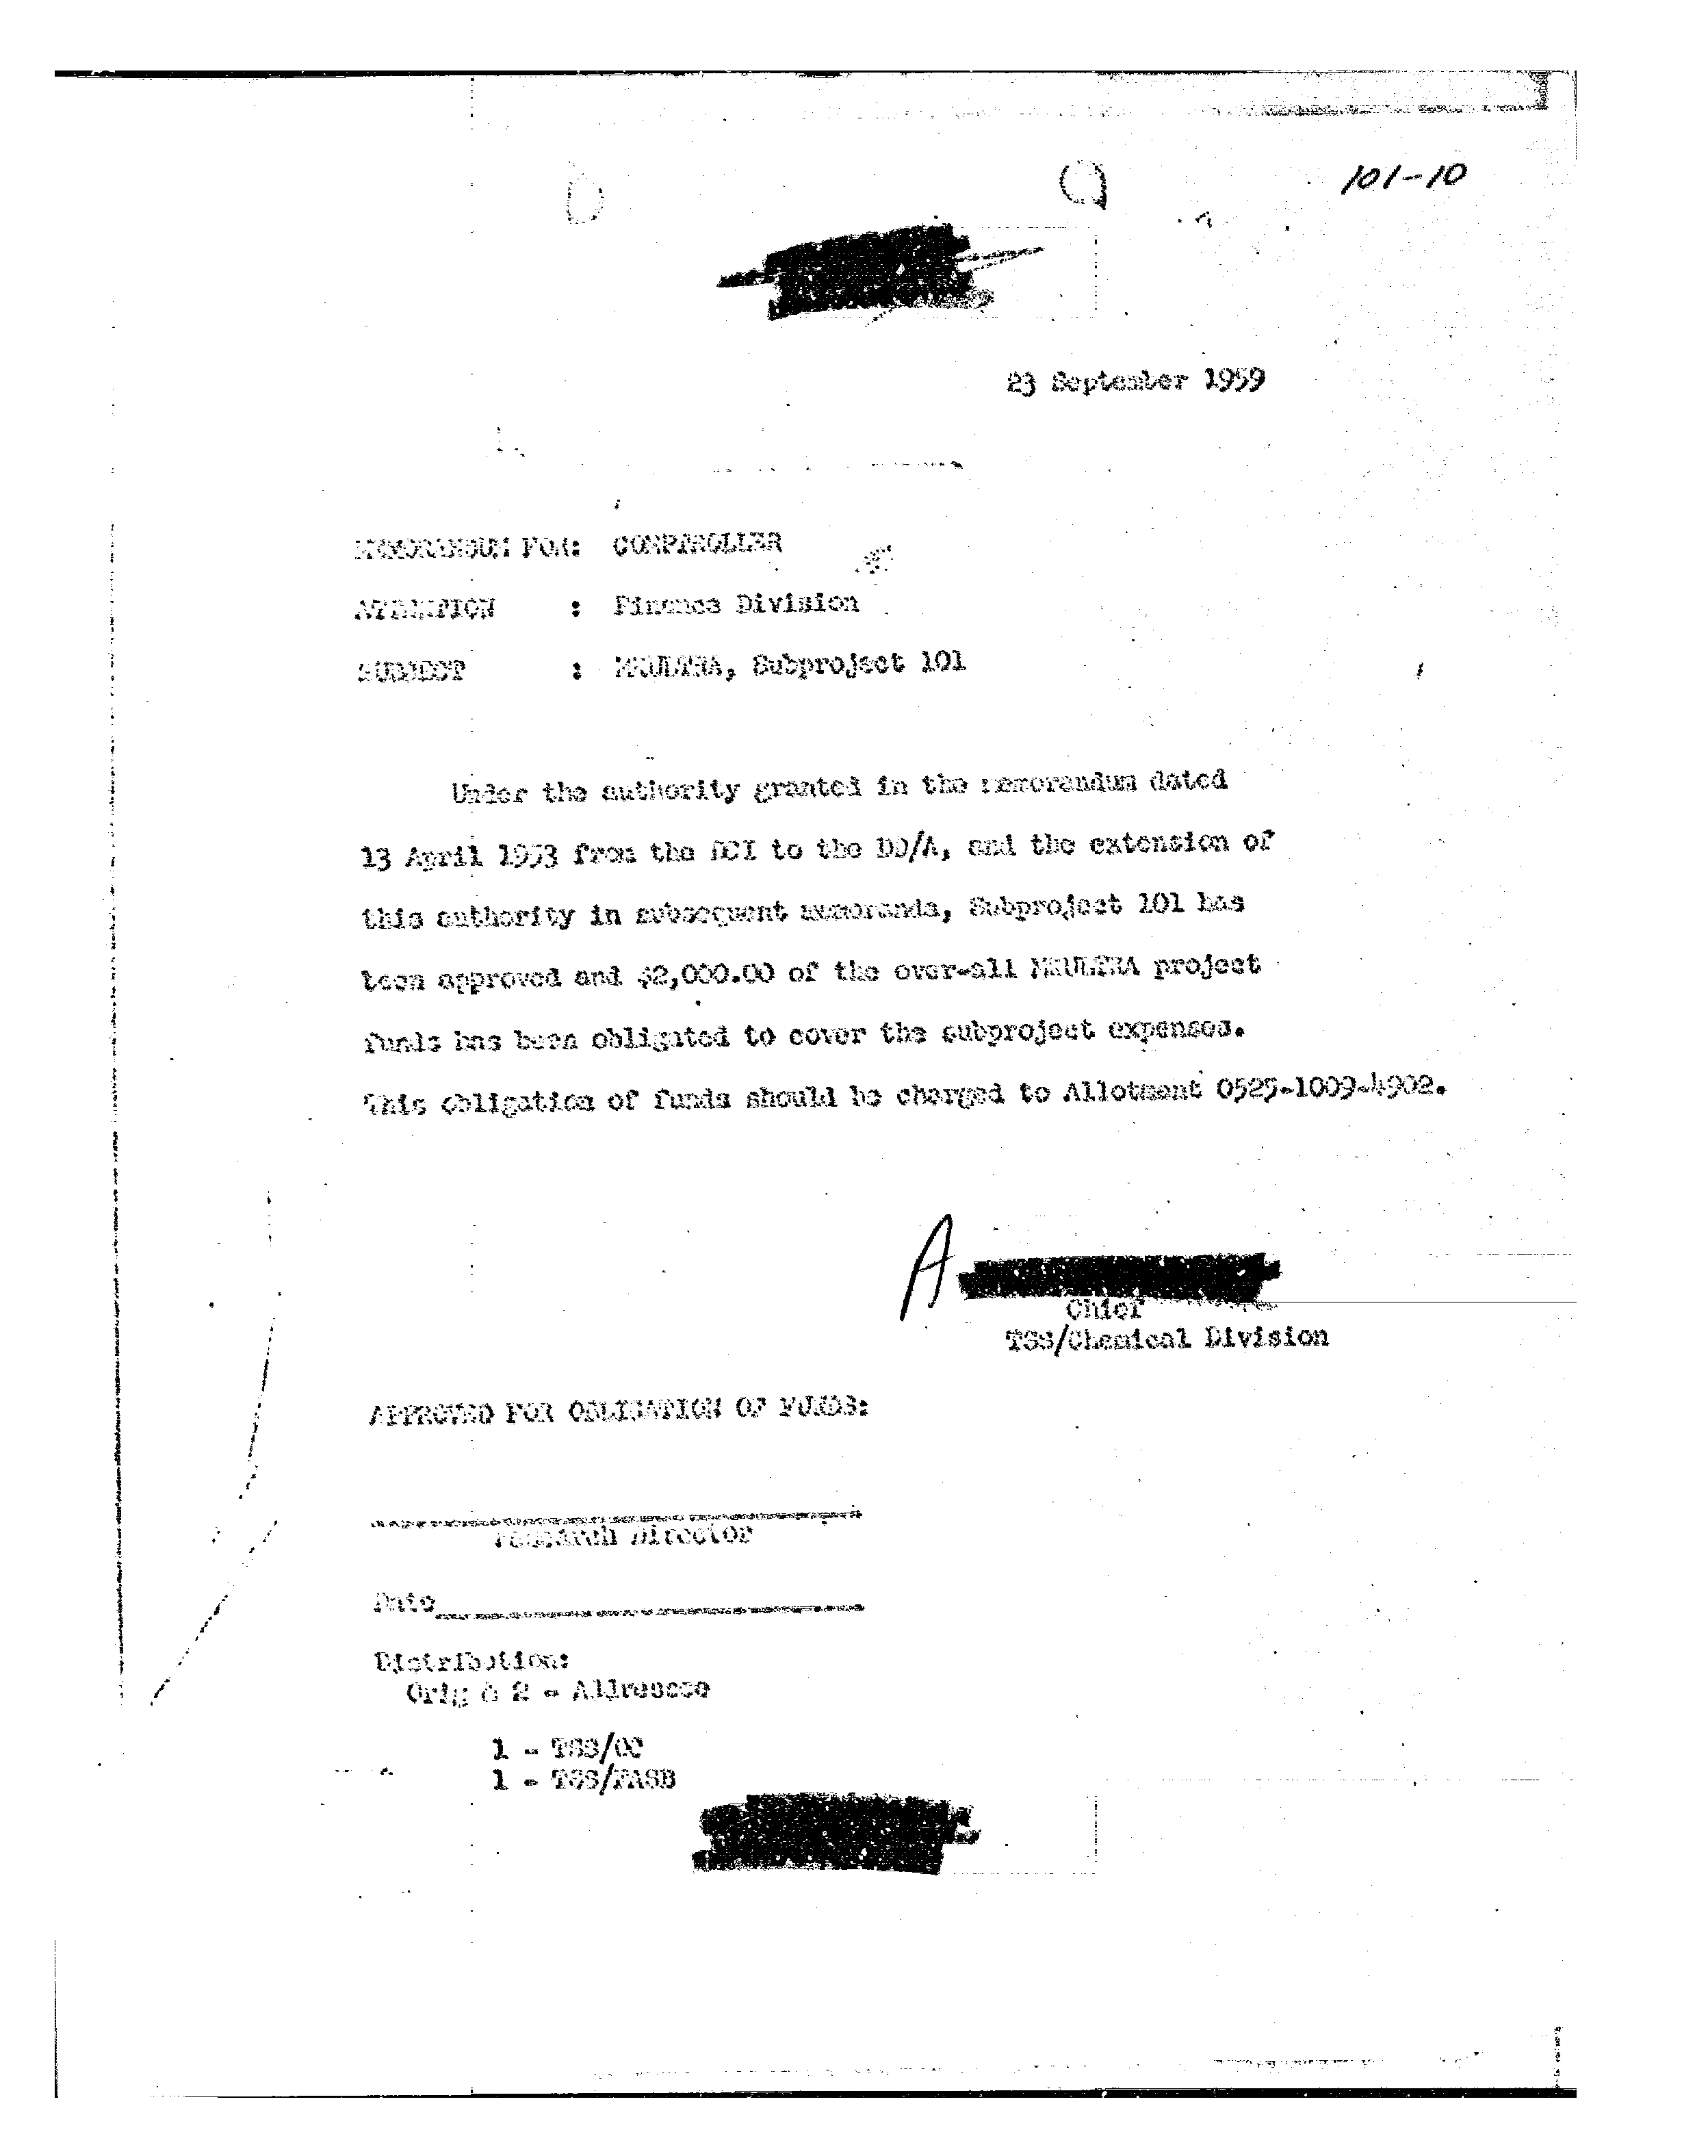 101-10
23 September 1959
MEMORANDUM FOR: COMPTROLLER
ATTENTION : Finance Division
SUBJECT : MKULTRA, Subproject 101
Under the authority granted in the memorandum dated
13 April 1953 from the DCI to the DD/A, and the extension of
this authority in subsequent memoranda, Subproject 101 has
been approved and $2,000.00 of the over-all MKULTRA project
funds has been obligated to cover the subproject expenses.
This obligation of funds should be charged to Allotment 0525-1009-4902.
A
Chief
TSS/Chemical Division
APPROVED FOR OBLIGATION OF FUNDS:
Research Director
Date
Distribution:
Orig & 2 - Addressee
1 - TSS/OC
1 - TSS/FASB